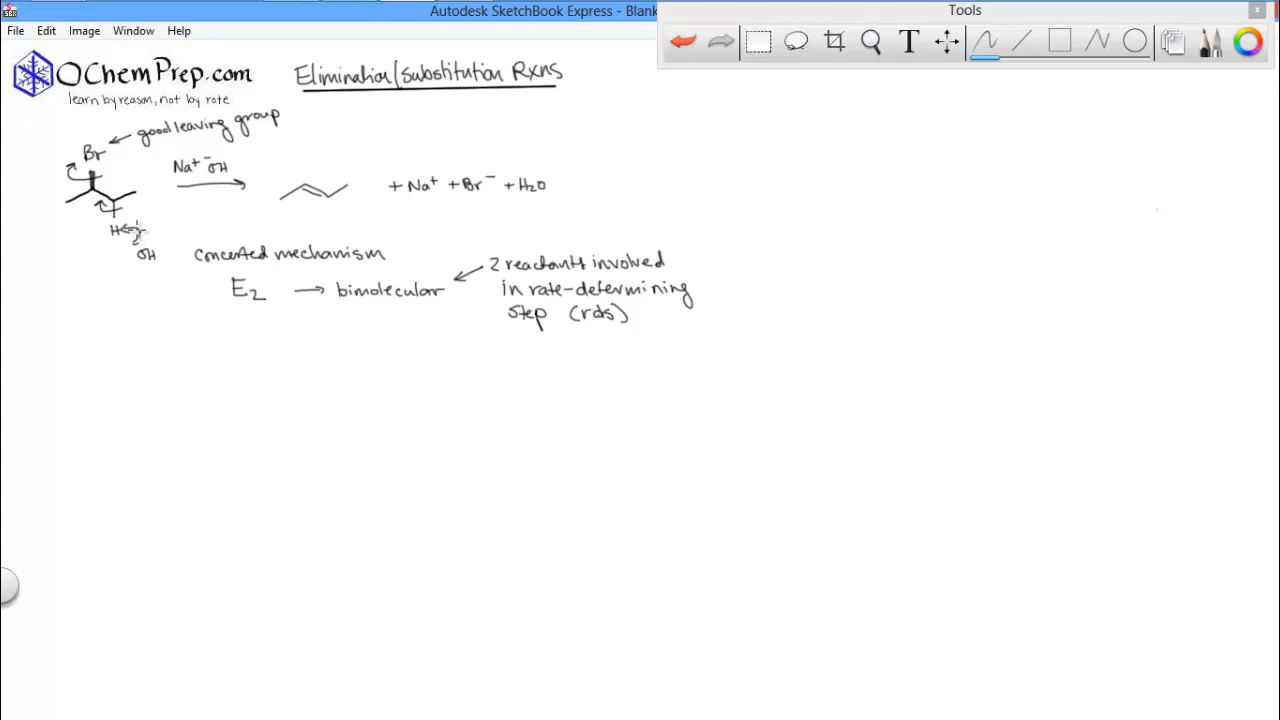 Autodesk SketchBook Express - Blank
Tools
File Edit Image Window Help
T
OChemPrep.com
learn by reason, not by rote
Elimination/Substitution Rxns
good leaving group
Br
Na⁺ ⁻OH
+ Na⁺ + Br⁻ + H₂O
H
OH
concerted mechanism
E₂ → bimolecular
2 reactants involved
in rate-determining
step (rds)